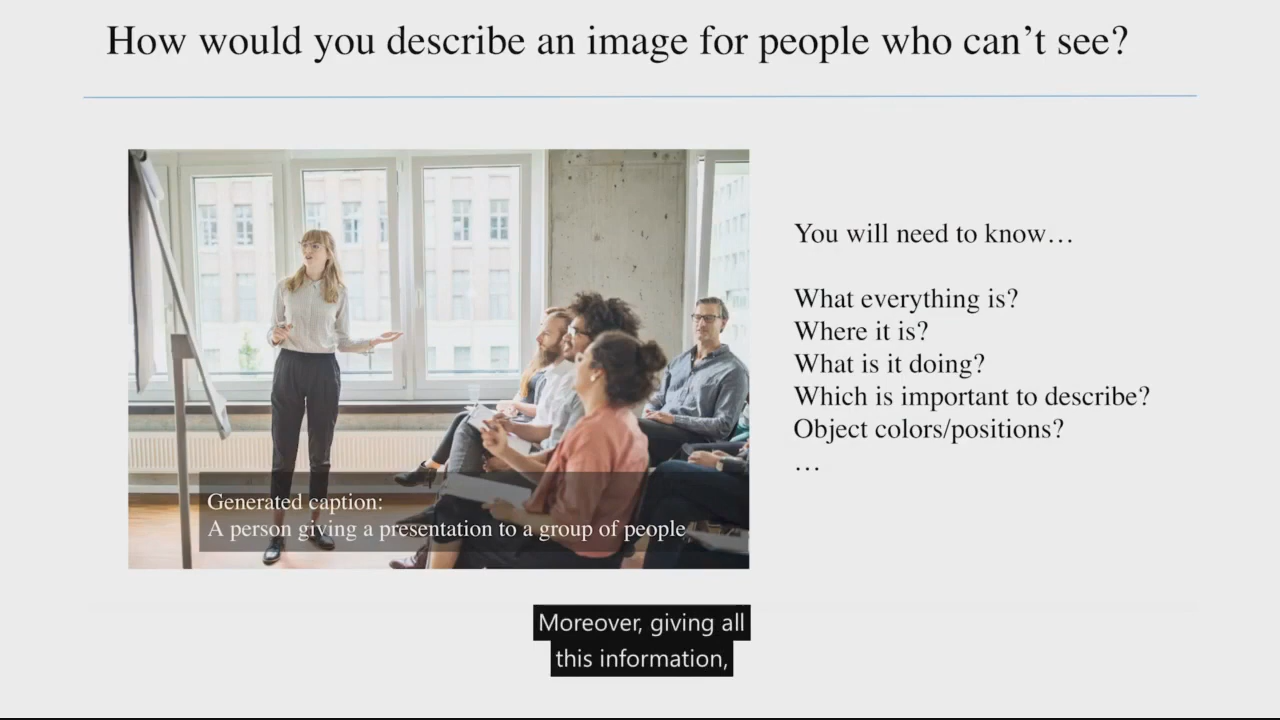 How would you describe an image for people who can’t see?
You will need to know…
What everything is?
Where it is?
What is it doing?
Which is important to describe?
Object colors/positions?
…
Generated caption:
A person giving a presentation to a group of people
Moreover, giving all
this information,